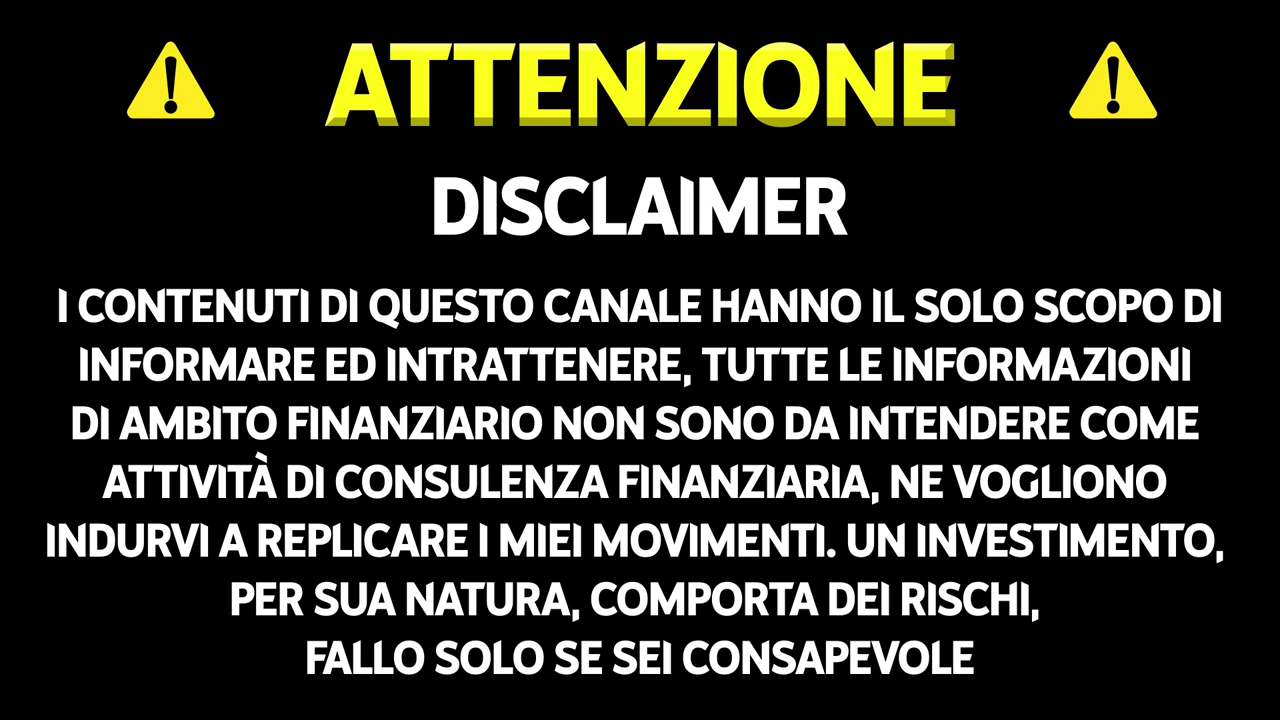 ATTENZIONE
DISCLAIMER
I CONTENUTI DI QUESTO CANALE HANNO IL SOLO SCOPO DI
INFORMARE ED INTRATTENERE, TUTTE LE INFORMAZIONI
DI AMBITO FINANZIARIO NON SONO DA INTENDERE COME
ATTIVITÀ DI CONSULENZA FINANZIARIA, NE VOGLIONO
INDURVI A REPLICARE I MIEI MOVIMENTI. UN INVESTIMENTO,
PER SUA NATURA, COMPORTA DEI RISCHI,
FALLO SOLO SE SEI CONSAPEVOLE